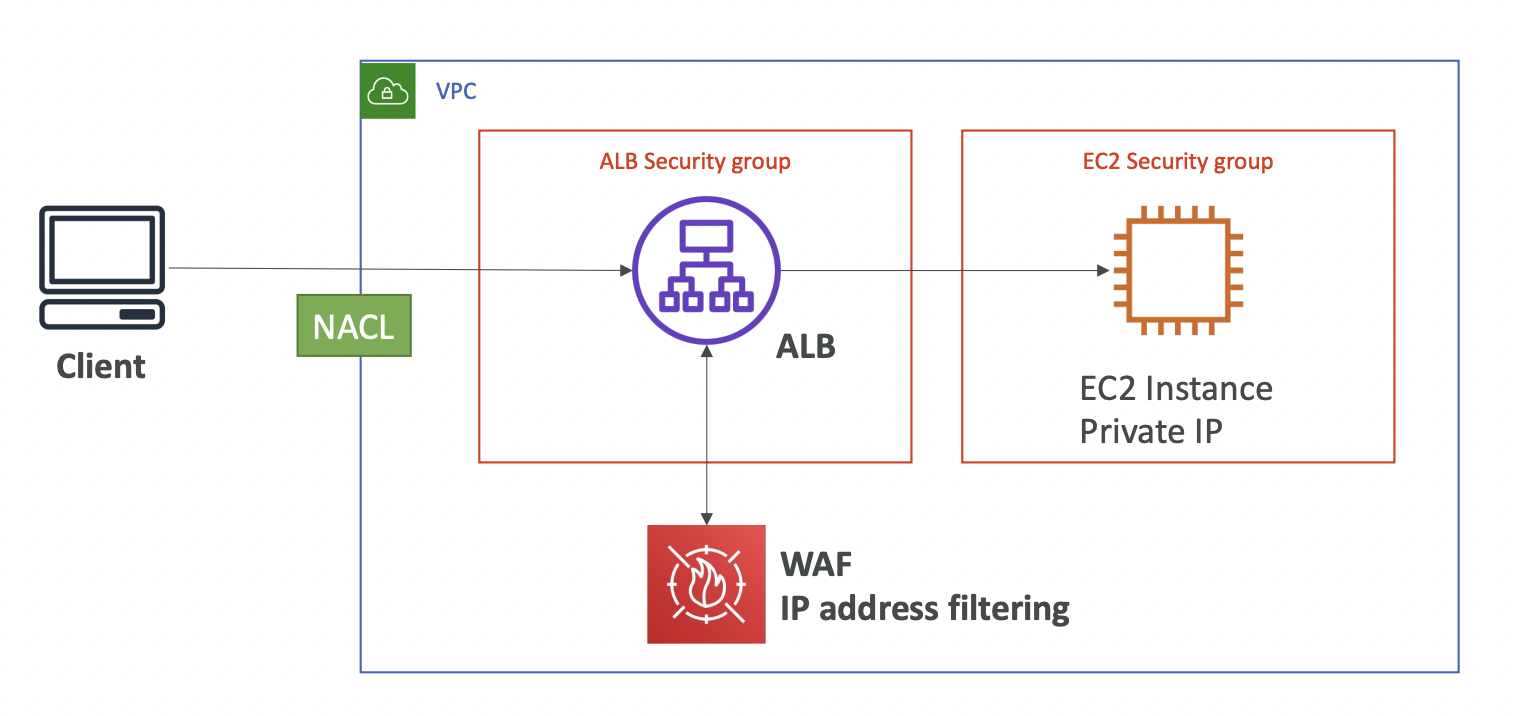 VPC
ALB Security group
EC2 Security group
NACL
Client
ALB
EC2 Instance
Private IP
WAF
IP address filtering